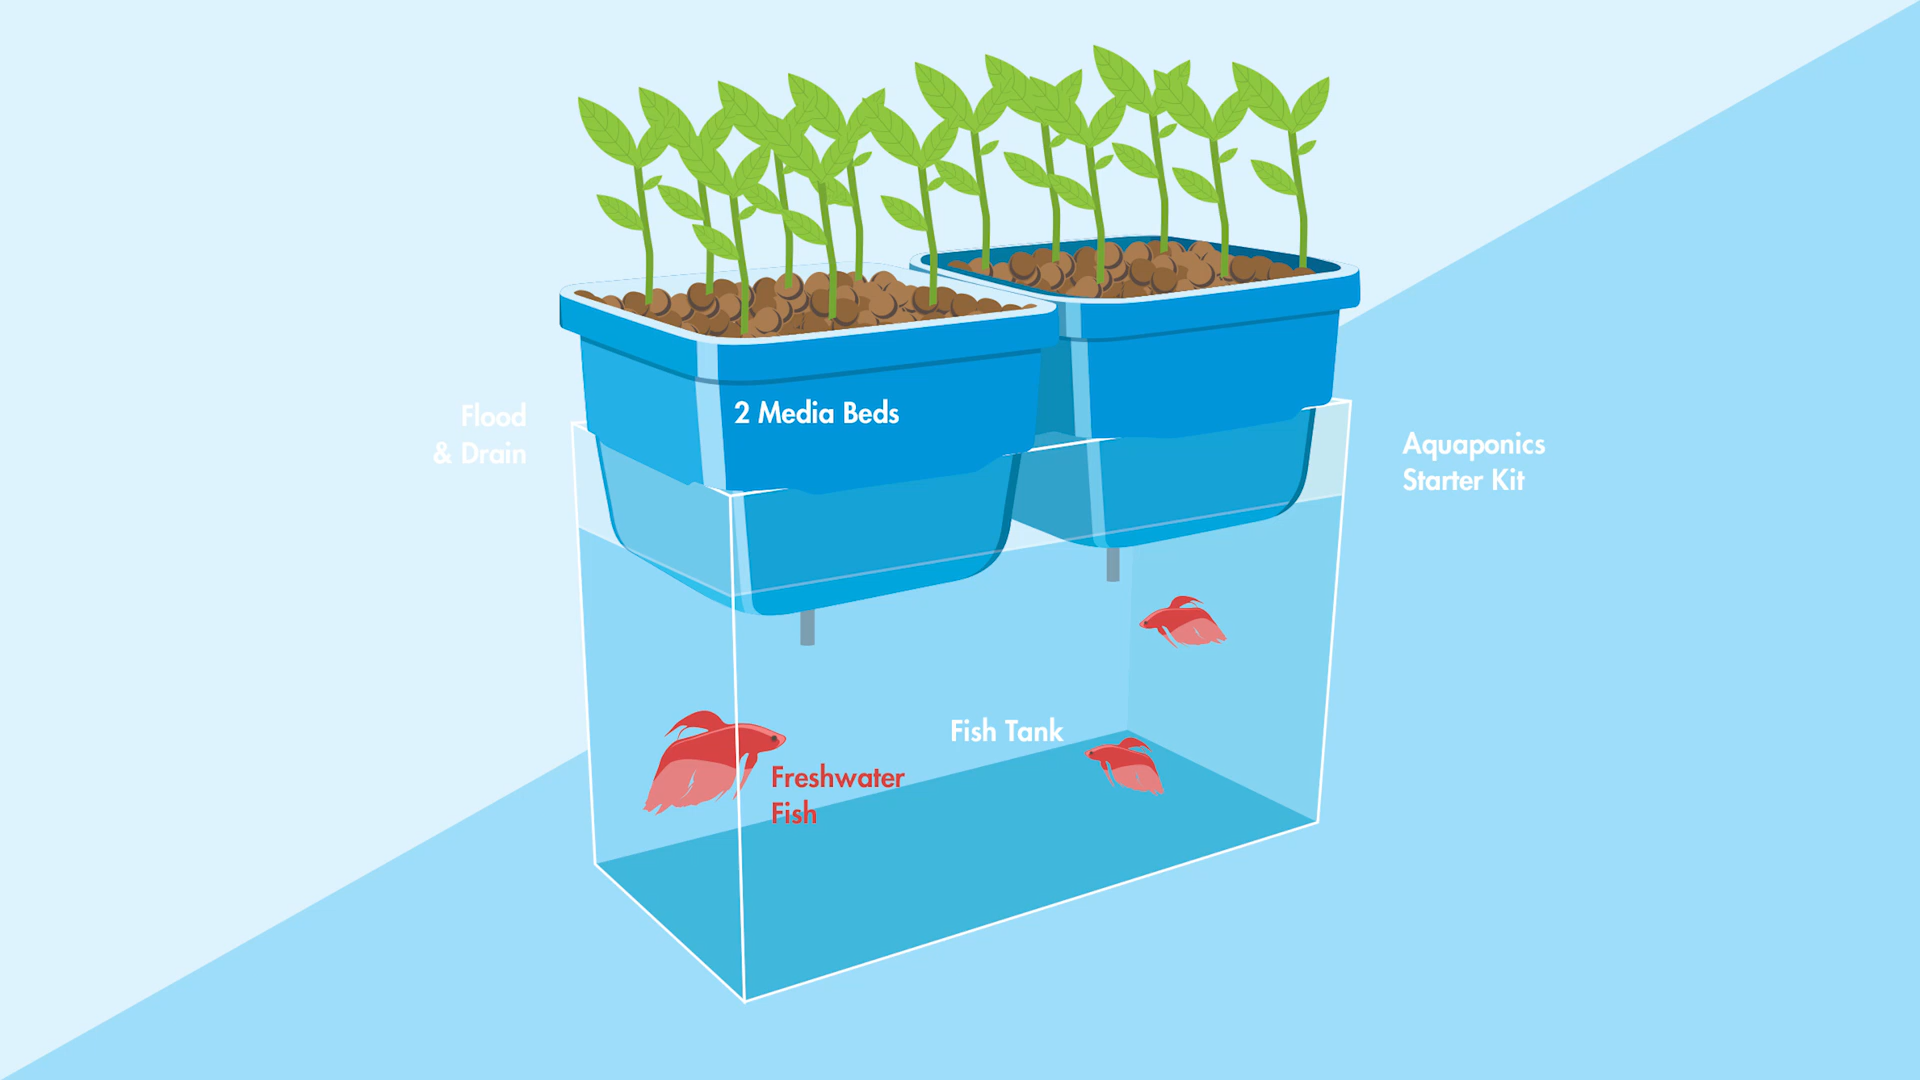 2 Media Beds
Flood
& Drain
Aquaponics
Starter Kit
Fish Tank
Freshwater
Fish